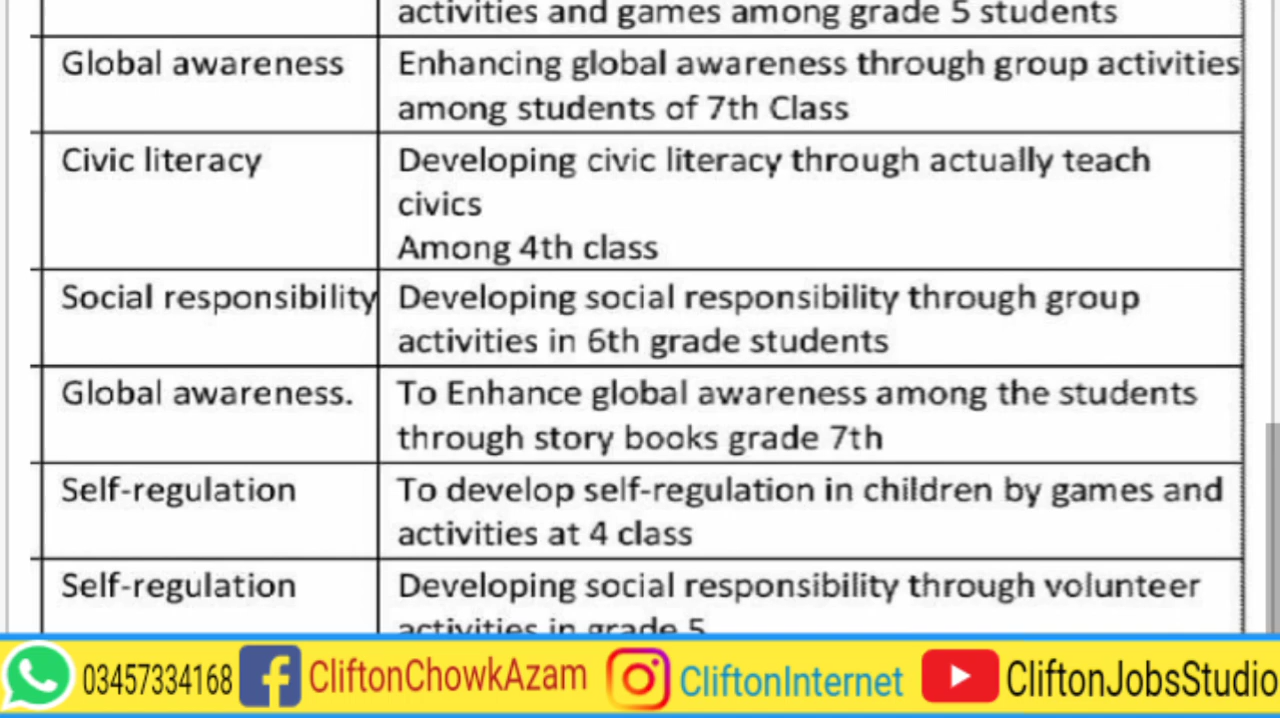 activities and games among grade 5 students
Global awareness
Enhancing global awareness through group activities
among students of 7th Class
Civic literacy
Developing civic literacy through actually teach
civics
Among 4th class
Social responsibility
Developing social responsibility through group
activities in 6th grade students
Global awareness.
To Enhance global awareness among the students
through story books grade 7th
Self-regulation
To develop self-regulation in children by games and
activities at 4 class
Self-regulation
Developing social responsibility through volunteer
activities in grade 5
03457334168 CliftonChowkAzam CliftonInternet CliftonJobsStudio